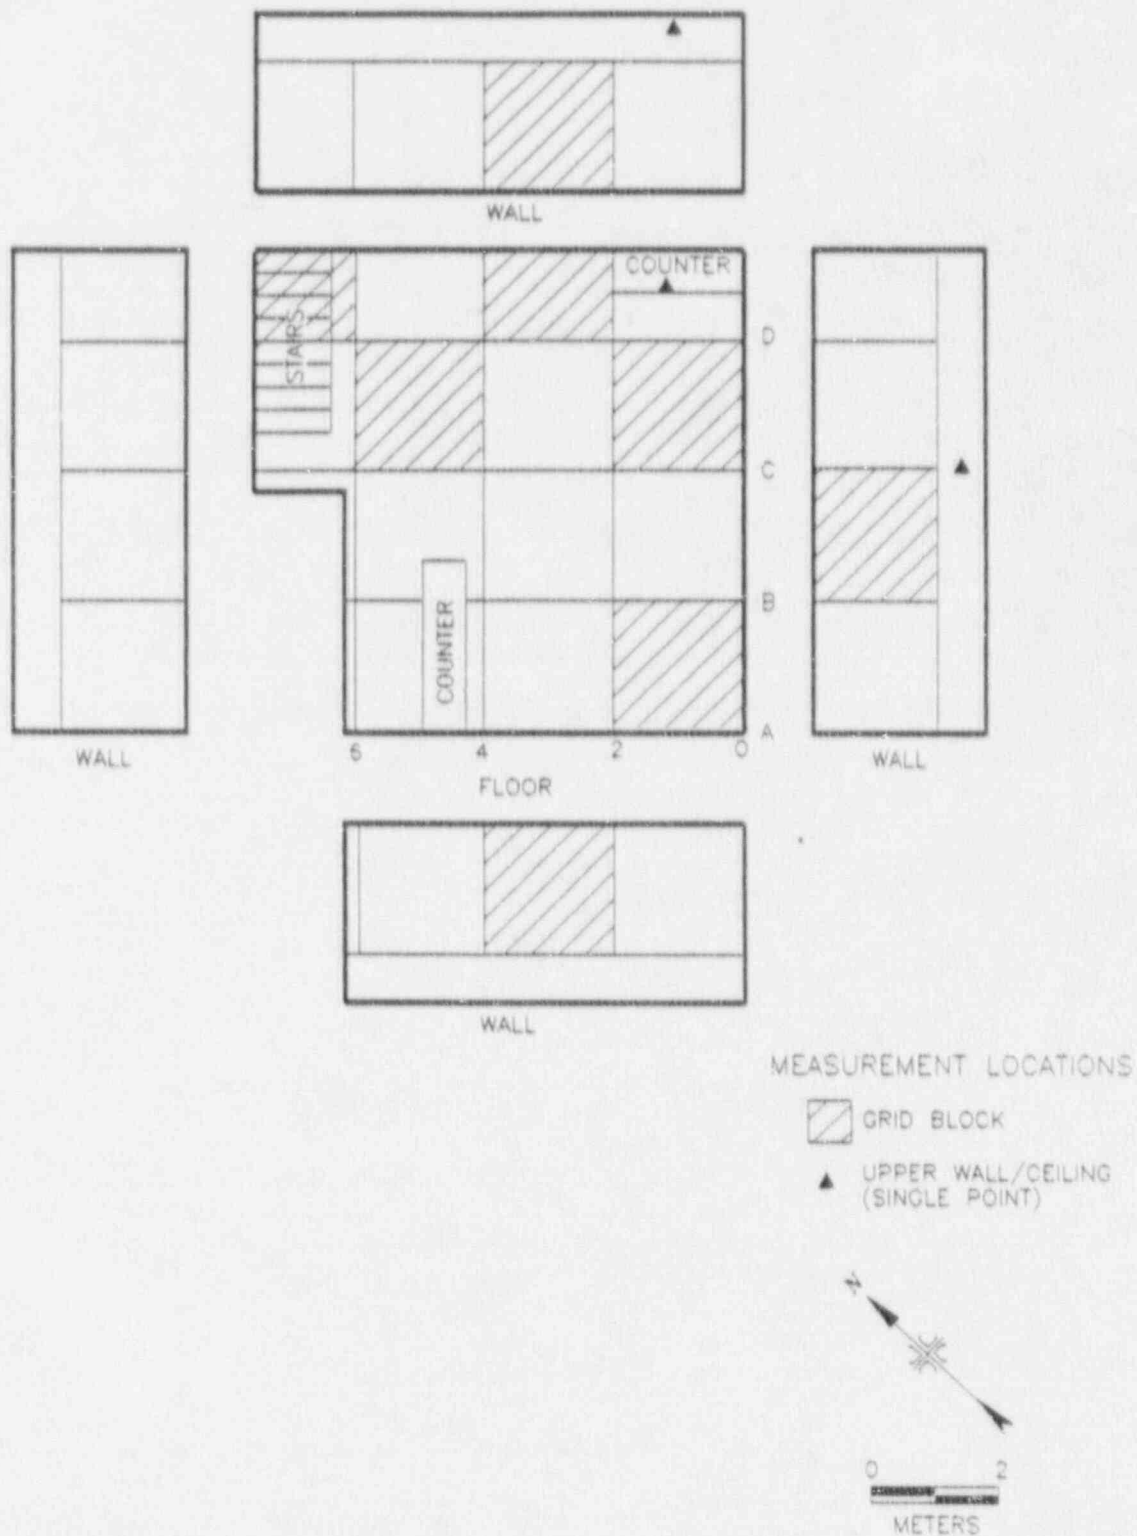 WALL
COUNTER
STAIRS
D
C
B
COUNTER
A
6 4 2 0
FLOOR
WALL
WALL
WALL
MEASUREMENT LOCATIONS
GRID BLOCK
UPPER WALL/CEILING
(SINGLE POINT)
N
0 2
METERS